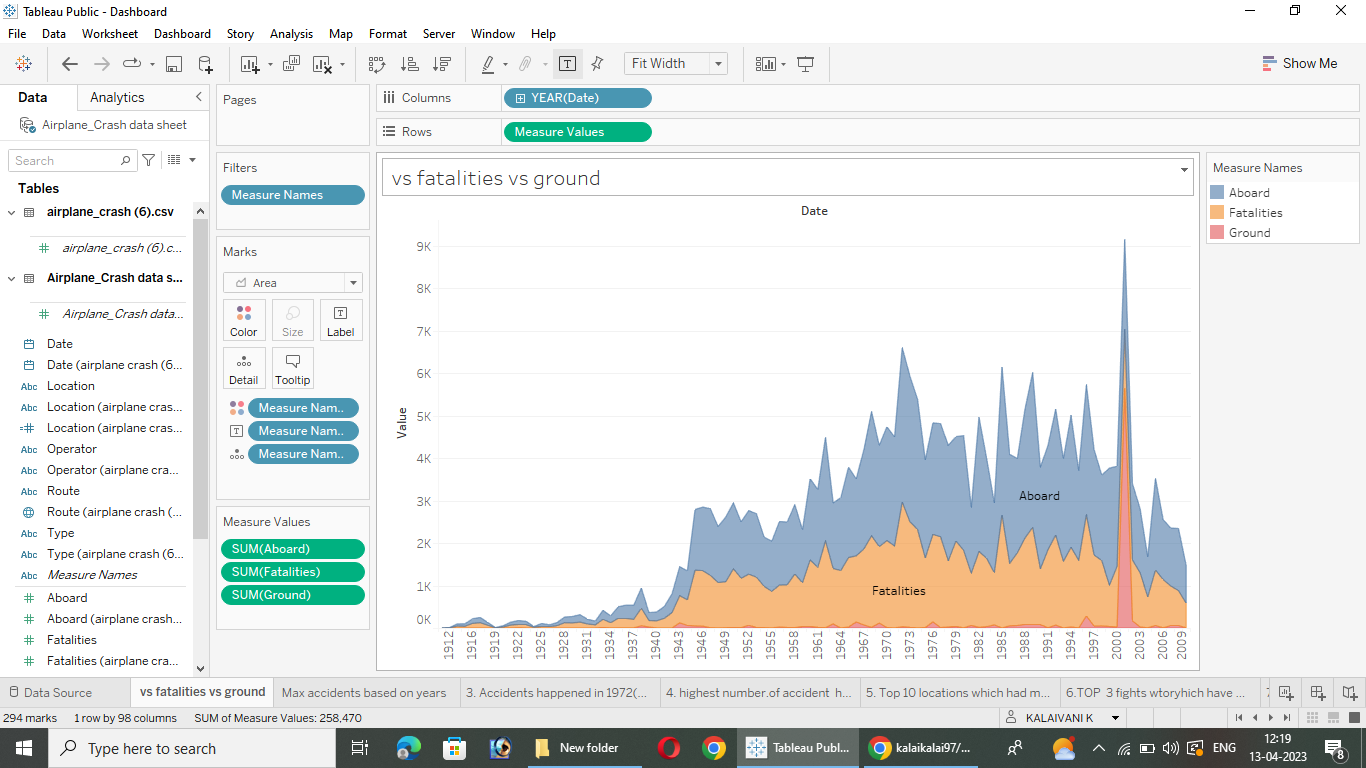 Tableau Public - Dashboard
File Data Worksheet Dashboard Story Analysis Map Format Server Window Help
Fit Width
Show Me
Data Analytics
Airplane_Crash data sheet
Search
Tables
airplane_crash (6).csv
airplane_crash (6).c...
Airplane_Crash data s...
Airplane_Crash data...
Date
Date (airplane crash (6...
Abc Location
Abc Location (airplane cras...
Location (airplane cras...
Abc Operator
Abc Operator (airplane cra...
Abc Route
Route (airplane crash (...
Abc Type
Abc Type (airplane crash (6...
Abc Measure Names
Aboard
Aboard (airplane crash...
Fatalities
Fatalities (airplane cra...
Pages
Filters
Measure Names
Marks
Area
Color Size Label
Detail Tooltip
Measure Nam..
Measure Nam..
Measure Nam..
Measure Values
SUM(Aboard)
SUM(Fatalities)
SUM(Ground)
Columns YEAR(Date)
Rows Measure Values
vs fatalities vs ground
Date
9K
8K
7K
6K
5K
4K
3K
2K
1K
0K
Value
Aboard
Fatalities
1912 1916 1919 1922 1925 1928 1931 1934 1937 1940 1943 1946 1949 1952 1955 1958 1961 1964 1967 1970 1973 1976 1979 1982 1985 1988 1991 1994 1997 2000 2003 2006 2009
Measure Names
Aboard
Fatalities
Ground
Data Source vs fatalities vs ground Max accidents based on years 3. Accidents happened in 1972(... 4. highest number.of accident h... 5. Top 10 locations which had m... 6.TOP 3 fights wtoryhich have ... 7
294 marks 1 row by 98 columns SUM of Measure Values: 258,470 KALAIVANI K
Type here to search New folder Tableau Publ... kalaikalai97/... ENG 12:19
13-04-2023 8